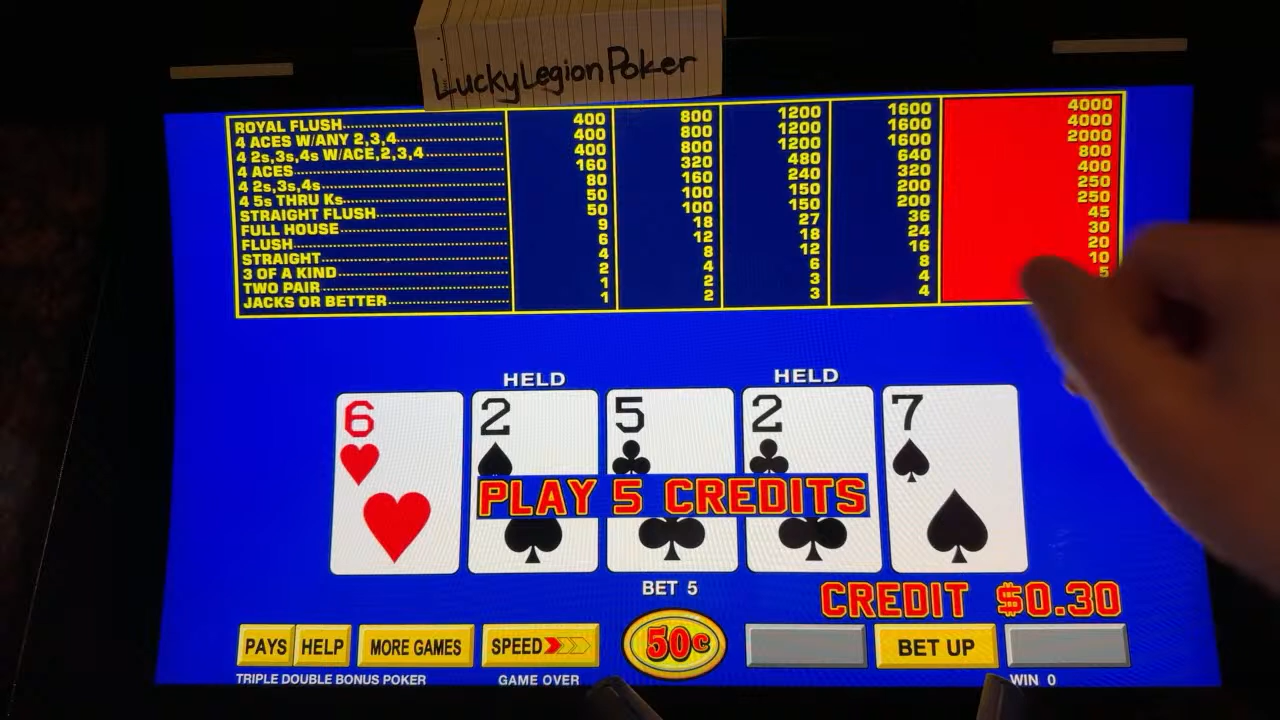 LuckyLegionPoker
ROYAL FLUSH 400 800 1200 1600 4000
4 ACES W/ANY 2,3,4 400 800 1200 1600 4000
4 2s,3s,4s W/ACE,2,3,4 400 800 1200 1600 2000
4 ACES 160 320 480 640 800
4 2s,3s,4s 80 160 240 320 400
4 5s THRU Ks 50 100 150 200 250
STRAIGHT FLUSH 50 100 150 200 250
FULL HOUSE 9 18 27 36 45
FLUSH 6 12 18 24 30
STRAIGHT 4 8 12 16 20
3 OF A KIND 2 4 6 8 10
TWO PAIR 1 2 3 4 5
JACKS OR BETTER 1 2 3 4
HELD HELD
6 2 5 2 7
PLAY 5 CREDITS
BET 5
CREDIT $0.30
PAYS HELP MORE GAMES SPEED 50¢ BET UP
TRIPLE DOUBLE BONUS POKER GAME OVER WIN 0